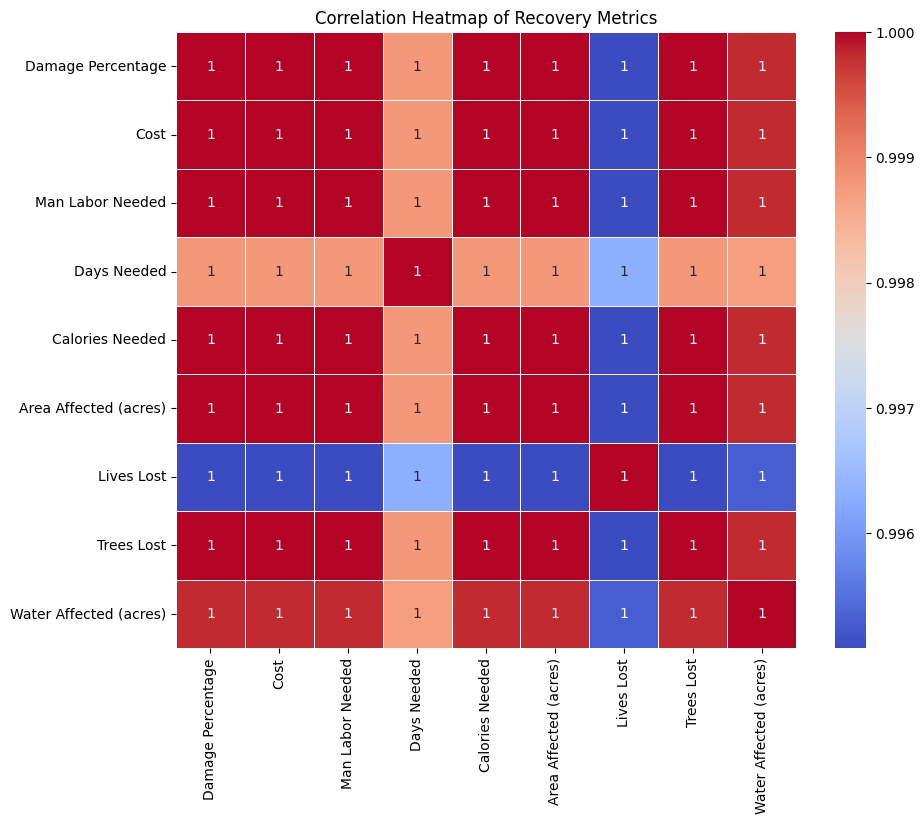 Correlation Heatmap of Recovery Metrics
Damage Percentage 1 1 1 1 1 1 1 1 1
Cost 1 1 1 1 1 1 1 1 1
Man Labor Needed 1 1 1 1 1 1 1 1 1
Days Needed 1 1 1 1 1 1 1 1 1
Calories Needed 1 1 1 1 1 1 1 1 1
Area Affected (acres) 1 1 1 1 1 1 1 1 1
Lives Lost 1 1 1 1 1 1 1 1 1
Trees Lost 1 1 1 1 1 1 1 1 1
Water Affected (acres) 1 1 1 1 1 1 1 1 1
Damage Percentage
Cost
Man Labor Needed
Days Needed
Calories Needed
Area Affected (acres)
Lives Lost
Trees Lost
Water Affected (acres)
1.000
0.999
0.998
0.997
0.996